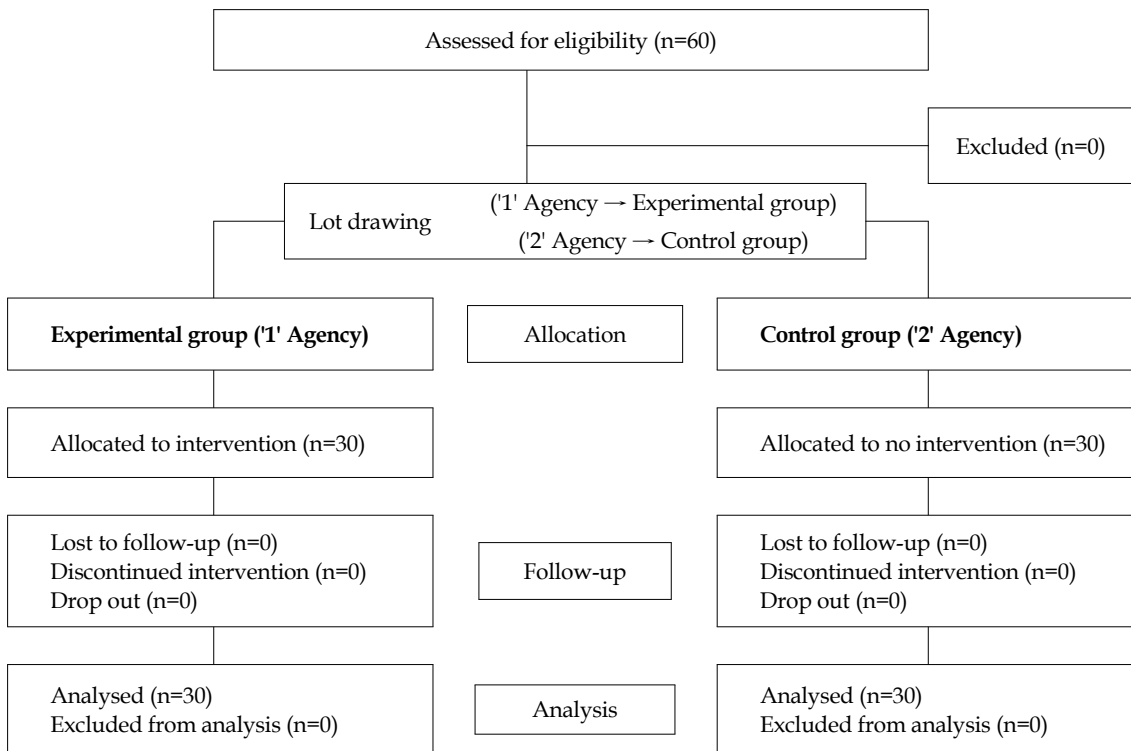 Assessed for eligibility (n=60)
Excluded (n=0)
Lot drawing
('1' Agency → Experimental group)
('2' Agency → Control group)
Experimental group ('1' Agency)
Allocation
Control group ('2' Agency)
Allocated to intervention (n=30)
Allocated to no intervention (n=30)
Lost to follow-up (n=0)
Discontinued intervention (n=0)
Drop out (n=0)
Follow-up
Lost to follow-up (n=0)
Discontinued intervention (n=0)
Drop out (n=0)
Analysed (n=30)
Excluded from analysis (n=0)
Analysis
Analysed (n=30)
Excluded from analysis (n=0)